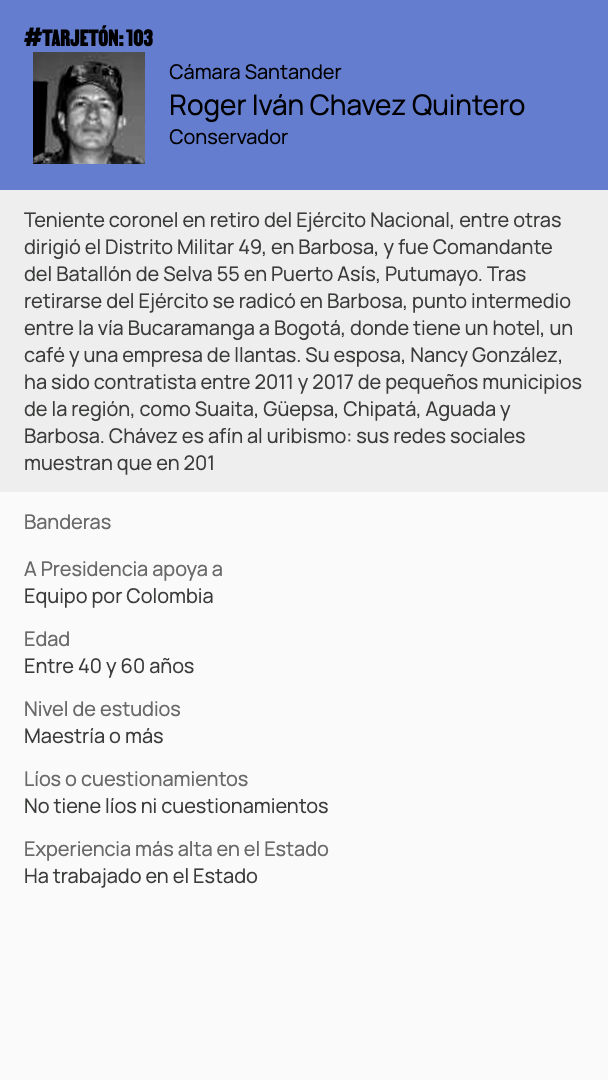 #TARJETÓN: 103
Cámara Santander
Roger Iván Chavez Quintero
Conservador
Teniente coronel en retiro del Ejército Nacional, entre otras
dirigió el Distrito Militar 49, en Barbosa, y fue Comandante
del Batallón de Selva 55 en Puerto Asís, Putumayo. Tras
retirarse del Ejército se radicó en Barbosa, punto intermedio
entre la vía Bucaramanga a Bogotá, donde tiene un hotel, un
café y una empresa de llantas. Su esposa, Nancy González,
ha sido contratista entre 2011 y 2017 de pequeños municipios
de la región, como Suaita, Güepsa, Chipatá, Aguada y
Barbosa. Chávez es afín al uribismo: sus redes sociales
muestran que en 201
Banderas
A Presidencia apoya a
Equipo por Colombia
Edad
Entre 40 y 60 años
Nivel de estudios
Maestría o más
Líos o cuestionamientos
No tiene líos ni cuestionamientos
Experiencia más alta en el Estado
Ha trabajado en el Estado